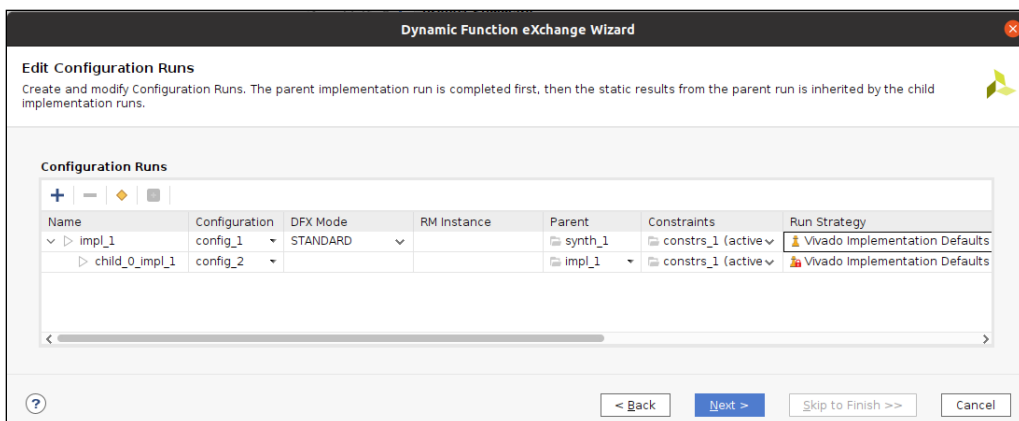 Dynamic Function eXchange Wizard
Edit Configuration Runs
Create and modify Configuration Runs. The parent implementation run is completed first, then the static results from the parent run is inherited by the child
implementation runs.
Configuration Runs
Name Configuration DFX Mode RM Instance Parent Constraints Run Strategy
impl_1 config_1 STANDARD synth_1 constrs_1 (active Vivado Implementation Defaults
child_0_impl_1 config_2 impl_1 constrs_1 (active Vivado Implementation Defaults
? < Back Next > Skip to Finish >> Cancel